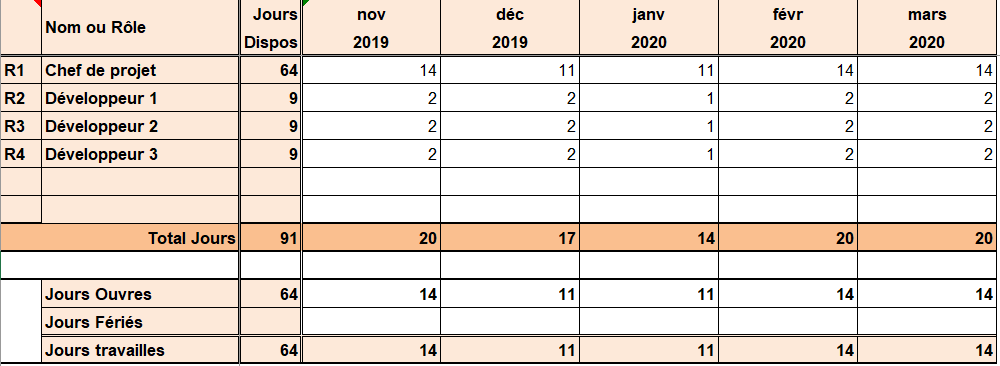 Nom ou Rôle Jours Dispos nov 2019 déc 2019 janv 2020 févr 2020 mars 2020
R1 Chef de projet 64 14 11 11 14 14
R2 Développeur 1 9 2 2 1 2 2
R3 Développeur 2 9 2 2 1 2 2
R4 Développeur 3 9 2 2 1 2 2
Total Jours 91 20 17 14 20 20
Jours Ouvres 64 14 11 11 14 14
Jours Fériés
Jours travailles 64 14 11 11 14 14